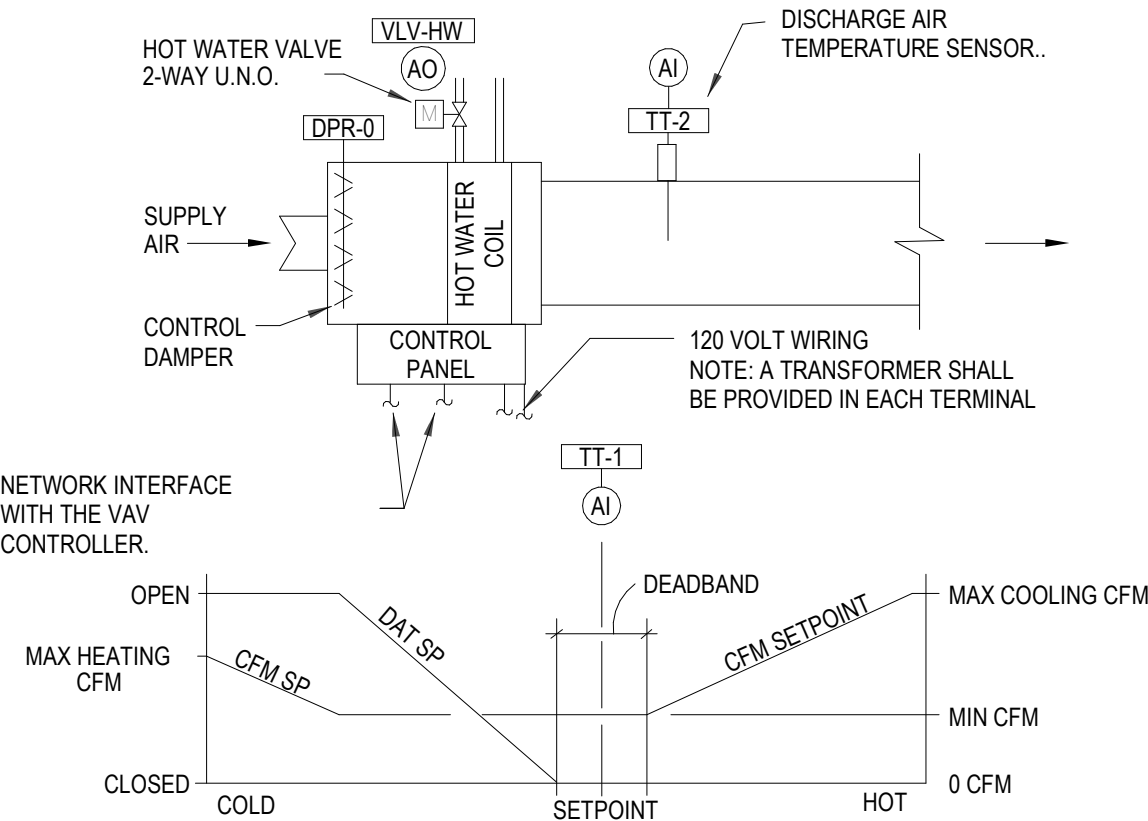 VLV-HW
AO
HOT WATER VALVE
2-WAY U.N.O.
M
DPR-0
DISCHARGE AIR
TEMPERATURE SENSOR..
AI
TT-2
SUPPLY
AIR
HOT WATER
COIL
CONTROL
DAMPER
CONTROL
PANEL
120 VOLT WIRING
NOTE: A TRANSFORMER SHALL
BE PROVIDED IN EACH TERMINAL
NETWORK INTERFACE
WITH THE VAV
CONTROLLER.
TT-1
AI
DEADBAND
OPEN
MAX HEATING
CFM
CLOSED
DAT SP
CFM SP
CFM SETPOINT
MAX COOLING CFM
MIN CFM
0 CFM
COLD
SETPOINT
HOT